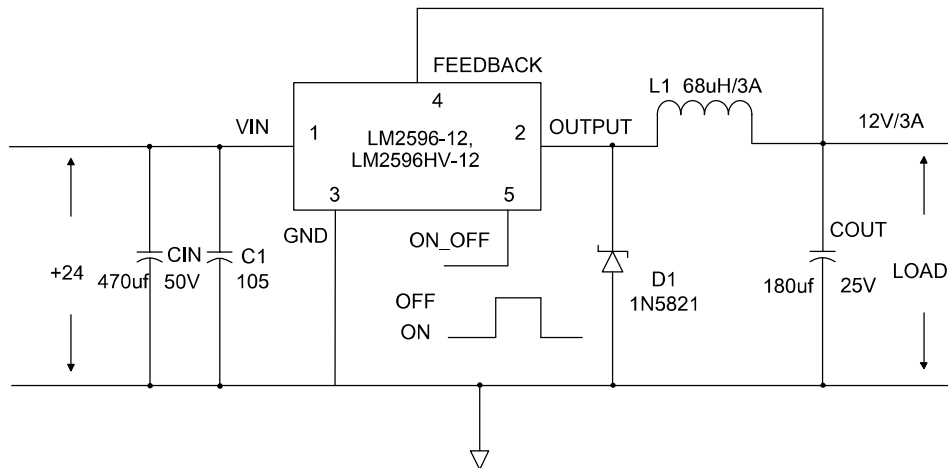 FEEDBACK
4
L1 68uH/3A
VIN
1
LM2596-12,
LM2596HV-12
2
OUTPUT
12V/3A
3
5
GND
ON_OFF
+24
CIN
470uf 50V
C1
105
OFF
ON
D1
1N5821
COUT
180uf 25V
LOAD